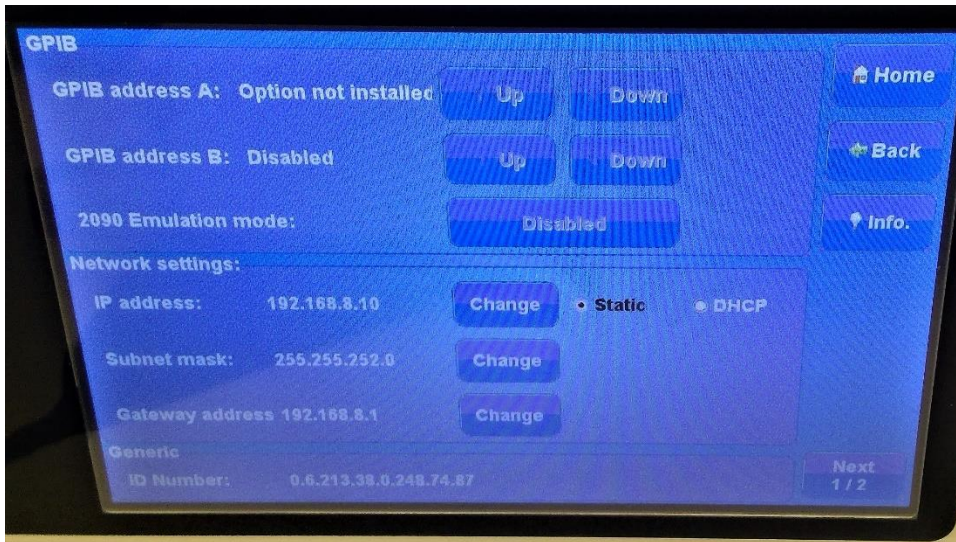 GPIB
GPIB address A: Option not installed Up Down
GPIB address B: Disabled Up Down
2090 Emulation mode: Disabled
Network settings:
IP address: 192.168.8.10 Change Static DHCP
Subnet mask: 255.255.252.0 Change
Gateway address 192.168.8.1 Change
Generic
ID Number: 0.6.213.38.0.248.74.87
Home
Back
Info.
Next
1 / 2